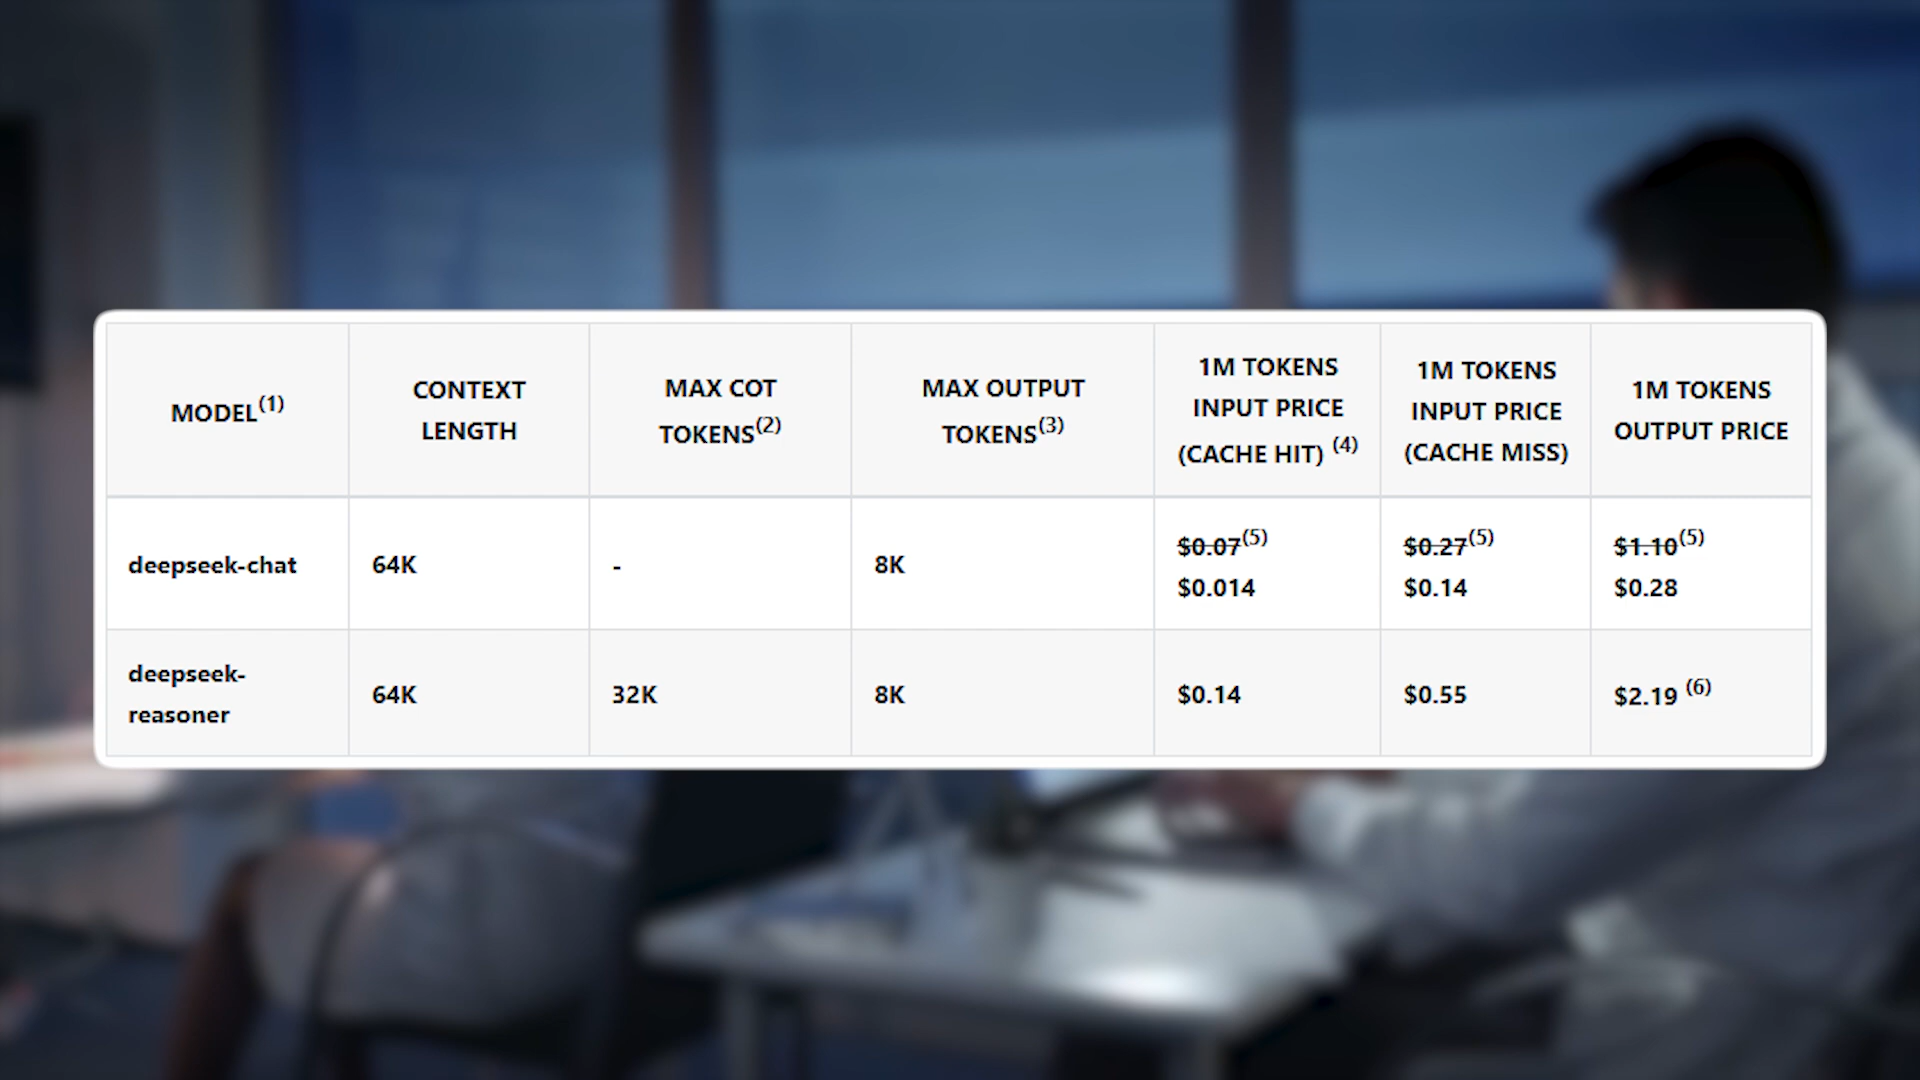 MODEL(1)
CONTEXT
LENGTH
MAX COT
TOKENS(2)
MAX OUTPUT
TOKENS(3)
1M TOKENS
INPUT PRICE
(CACHE HIT) (4)
1M TOKENS
INPUT PRICE
(CACHE MISS)
1M TOKENS
OUTPUT PRICE
deepseek-chat
64K
-
8K
$0.07(5)
$0.014
$0.27(5)
$0.14
$1.10(5)
$0.28
deepseek-
reasoner
64K
32K
8K
$0.14
$0.55
$2.19 (6)